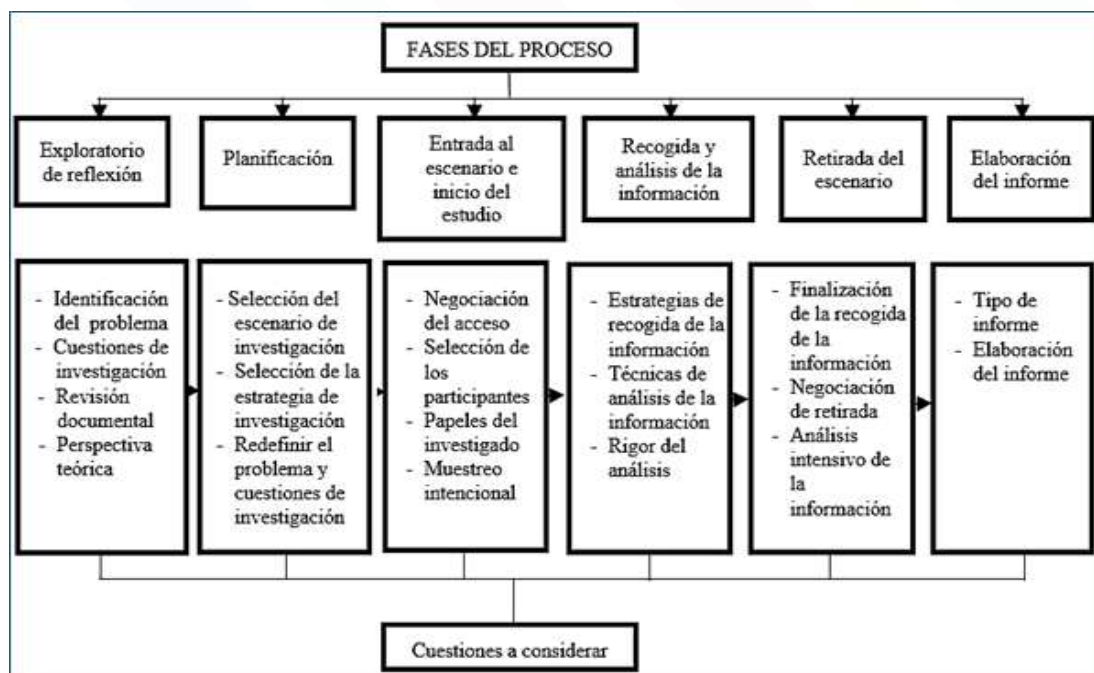 FASES DEL PROCESO
Exploratorio
de reflexión
Planificación
Entrada al
escenario e
inicio del
estudio
Recogida y
análisis de la
información
Retirada del
escenario
Elaboración
del informe
- Identificación
del problema
- Cuestiones de
investigación
- Revisión
documental
- Perspectiva
teórica
- Selección del
escenario de
investigación
- Selección de la
estrategia de
investigación
- Redefinir el
problema y
cuestiones de
investigación
- Negociación
del acceso
- Selección de
los
participantes
- Papeles del
investigado
- Muestreo
intencional
- Estrategias de
recogida de la
información
- Técnicas de
análisis de la
información
- Rigor del
análisis
- Finalización
de la recogida
de la
información
- Negociación
de retirada
- Análisis
intensivo de
la
información
- Tipo de
informe
- Elaboración
del informe
Cuestiones a considerar